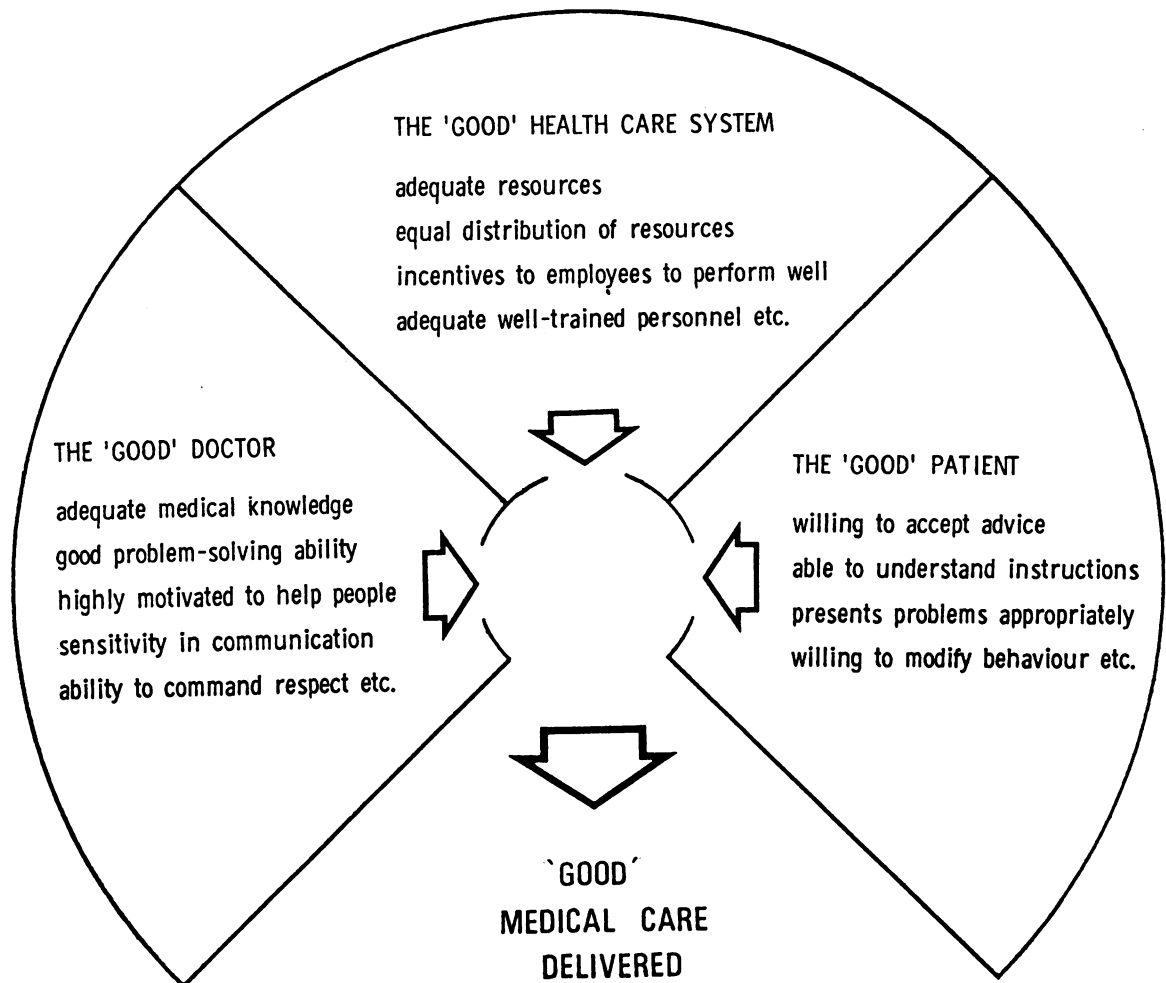 THE 'GOOD' HEALTH CARE SYSTEM
adequate resources
equal distribution of resources
incentives to employees to perform well
adequate well-trained personnel etc.
THE 'GOOD' DOCTOR
adequate medical knowledge
good problem-solving ability
highly motivated to help people
sensitivity in communication
ability to command respect etc.
THE 'GOOD' PATIENT
willing to accept advice
able to understand instructions
presents problems appropriately
willing to modify behaviour etc.
`GOOD´
MEDICAL CARE
DELIVERED